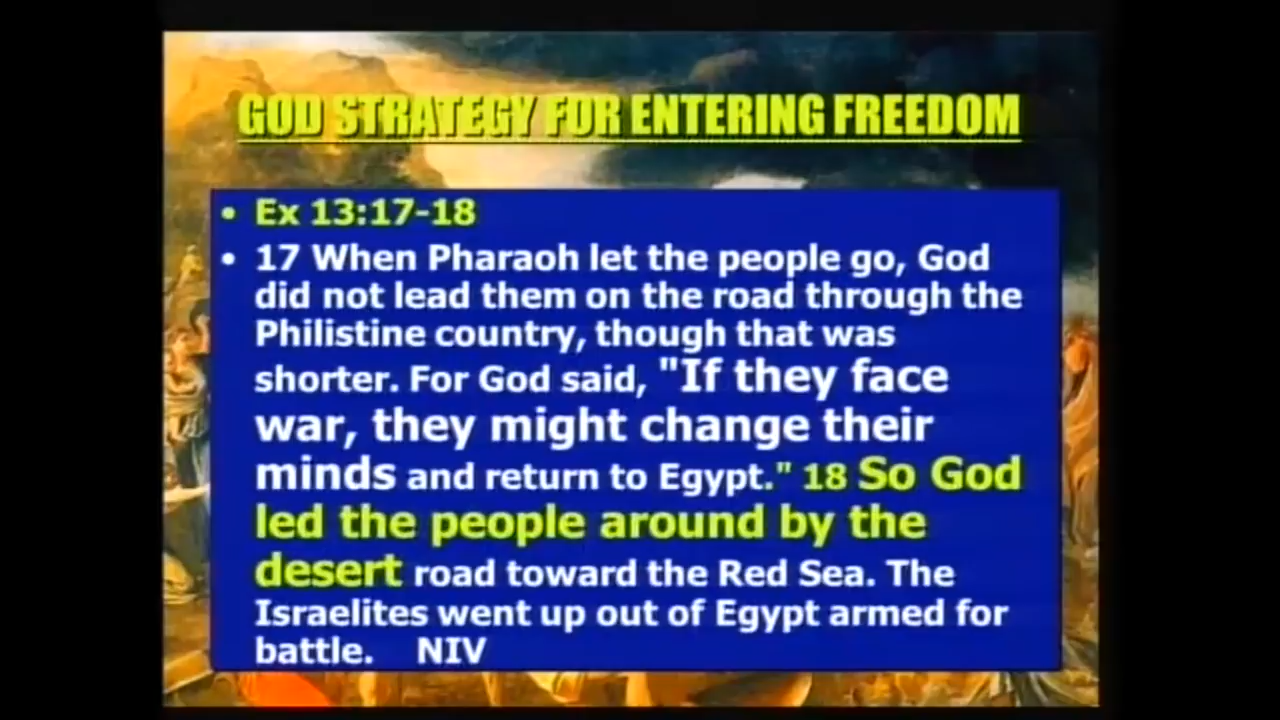 GOD STRATEGY FOR ENTERING FREEDOM
• Ex 13:17-18
• 17 When Pharaoh let the people go, God
did not lead them on the road through the
Philistine country, though that was
shorter. For God said, "If they face
war, they might change their
minds and return to Egypt." 18 So God
led the people around by the
desert road toward the Red Sea. The
Israelites went up out of Egypt armed for
battle. NIV